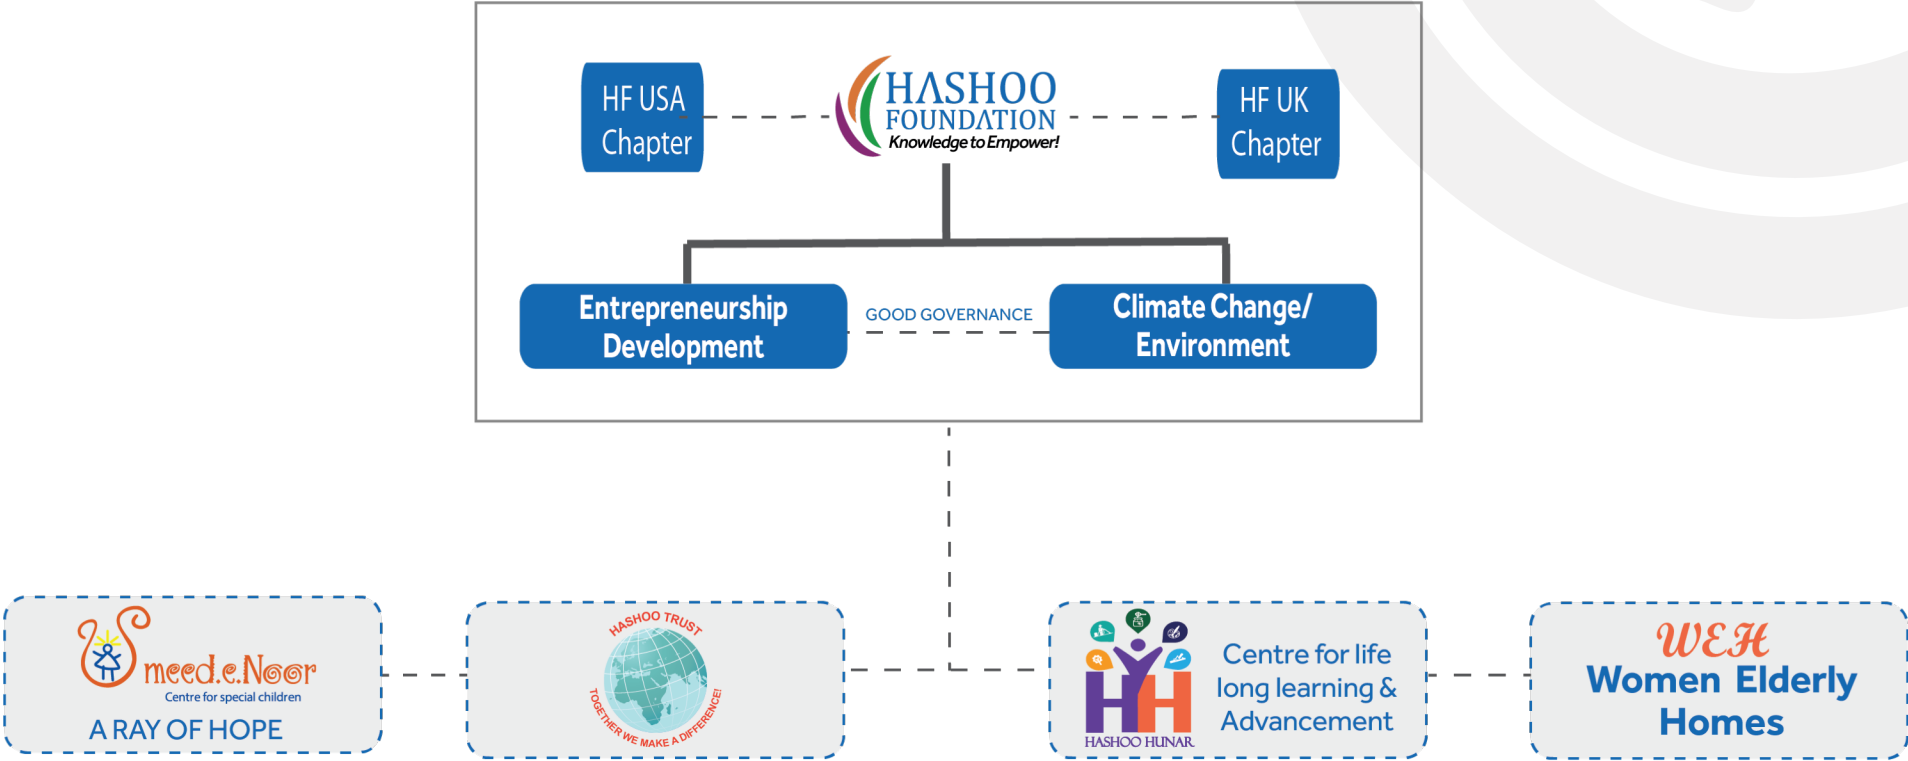 HF USA
Chapter
HASHOO
FOUNDATION
Knowledge to Empower!
HF UK
Chapter
Entrepreneurship
Development
GOOD GOVERNANCE
Climate Change/
Environment
Umeed.e.Noor
Centre for special children
A RAY OF HOPE
HASHOO TRUST
TOGETHER WE MAKE A DIFFERENCE!
HH
HASHOO HUNAR
Centre for life
long learning &
Advancement
WEH
Women Elderly
Homes